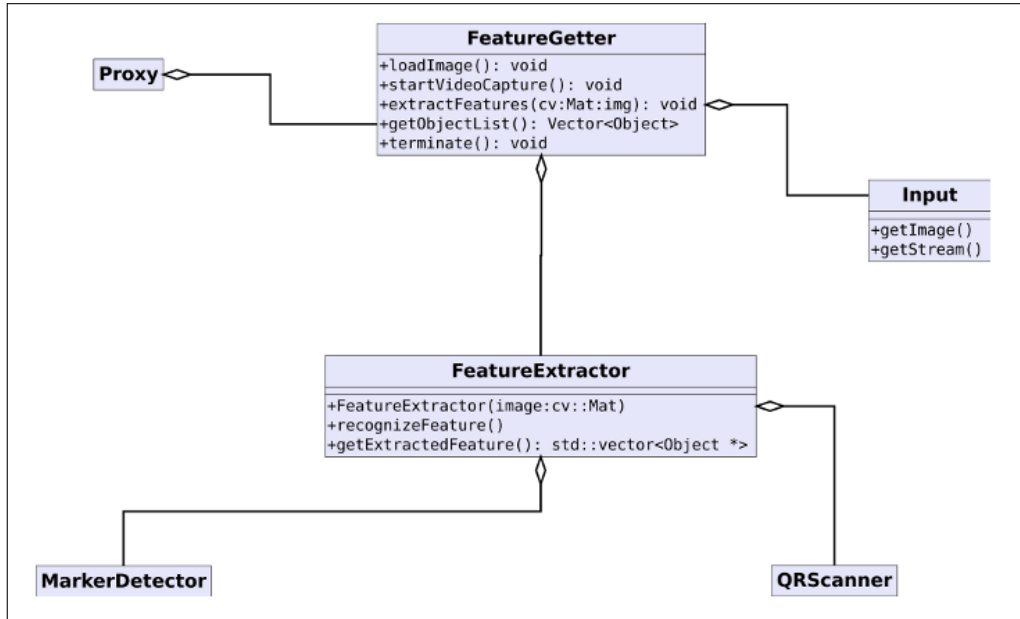 FeatureGetter
+loadImage(): void
+startVideoCapture(): void
+extractFeatures(cv:Mat:img): void
+getObjectList(): Vector<Object>
+terminate(): void
Proxy
Input
+getImage()
+getStream()
FeatureExtractor
+FeatureExtractor(image:cv::Mat)
+recognizeFeature()
+getExtractedFeature(): std::vector<Object *>
MarkerDetector
QRScanner